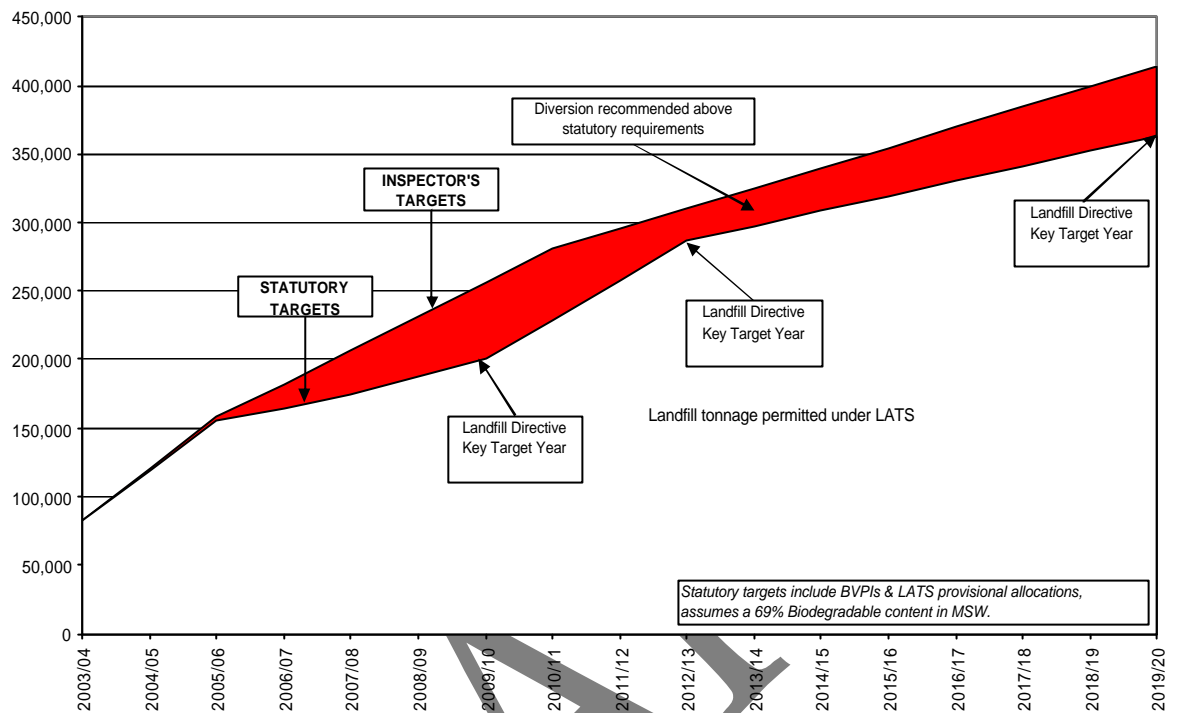 450,000
400,000
350,000
300,000
250,000
200,000
150,000
100,000
50,000
0
Diversion recommended above
statutory requirements
INSPECTOR'S
TARGETS
STATUTORY
TARGETS
Landfill Directive
Key Target Year
Landfill Directive
Key Target Year
Landfill Directive
Key Target Year
Landfill tonnage permitted under LATS
Statutory targets include BVPIs & LATS provisional allocations,
assumes a 69% Biodegradable content in MSW.
2003/04
2004/05
2005/06
2006/07
2007/08
2008/09
2009/10
2010/11
2011/12
2012/13
2013/14
2014/15
2015/16
2016/17
2017/18
2018/19
2019/20